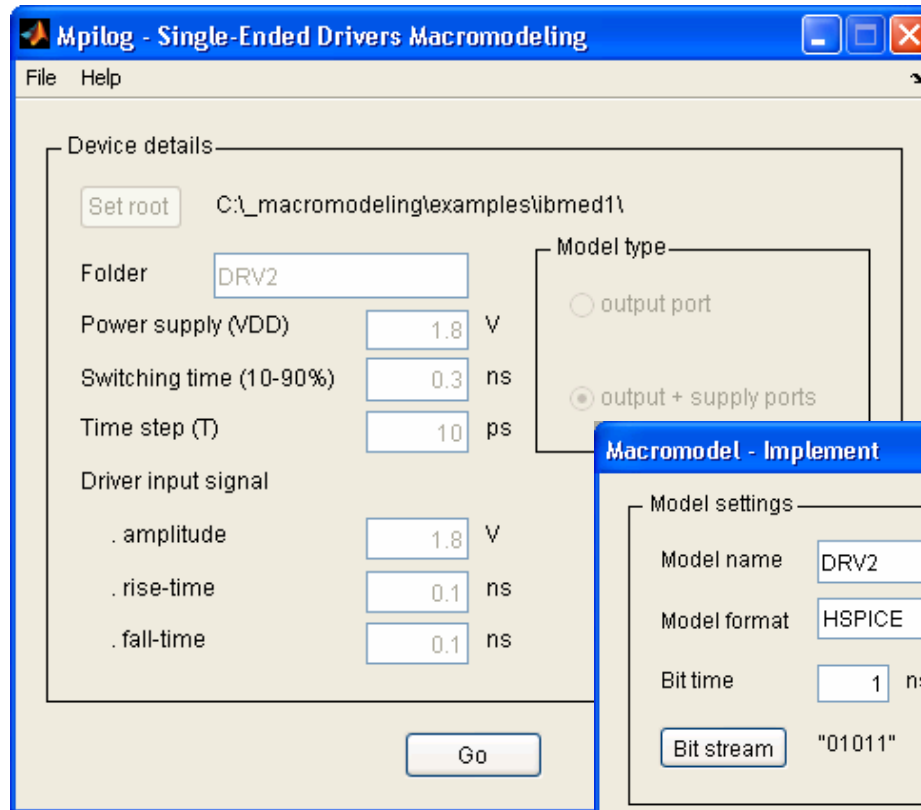 Mpilog - Single-Ended Drivers Macromodeling
File Help
Device details
Set root C:\_macromodeling\examples\ibmed1\
Folder DRV2
Power supply (VDD) 1.8 V
Switching time (10-90%) 0.3 ns
Time step (T) 10 ps
Driver input signal
. amplitude 1.8 V
. rise-time 0.1 ns
. fall-time 0.1 ns
Go
Model type
output port
output + supply ports
Macromodel - Implement
Model settings
Model name DRV2
Model format HSPICE
Bit time 1 ns
Bit stream "01011"